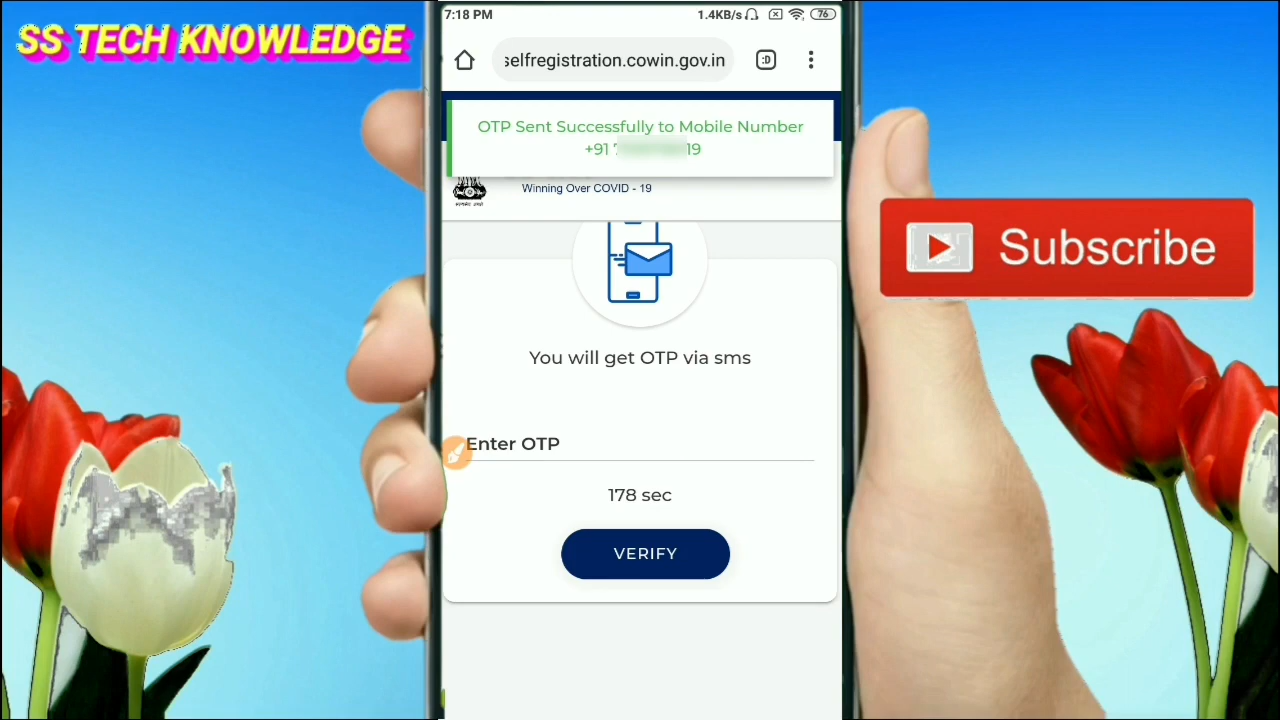 SS TECH KNOWLEDGE
7:18 PM
1.4KB/s
76
selfregistration.cowin.gov.in
:D
OTP Sent Successfully to Mobile Number
+91 7 19
Winning Over COVID - 19
You will get OTP via sms
Enter OTP
178 sec
VERIFY
Subscribe